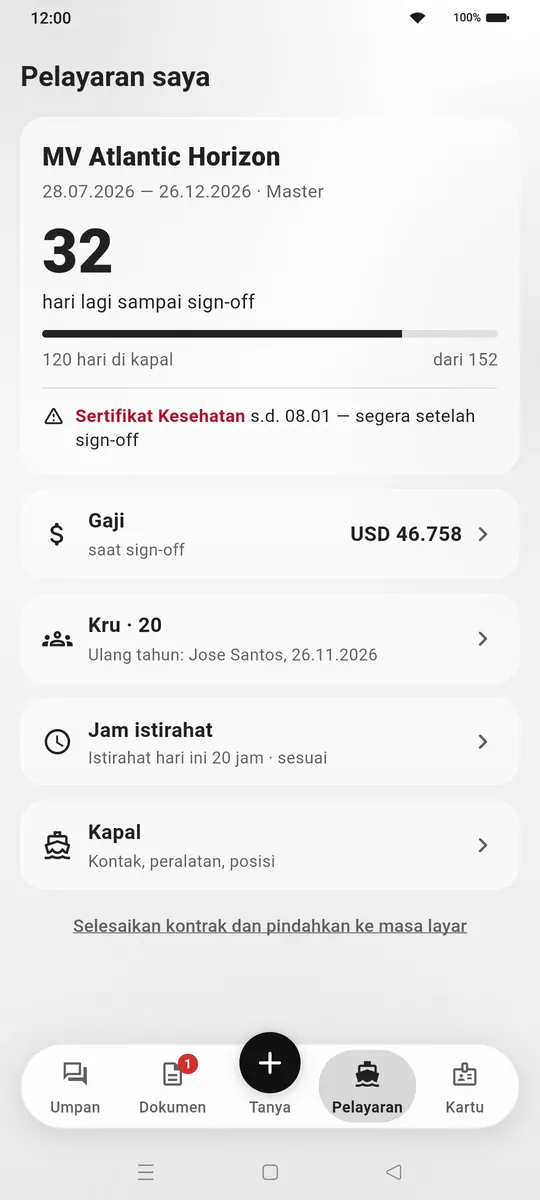 12:00
100%
Pelayaran saya
MV Atlantic Horizon
28.07.2026 — 26.12.2026 · Master
32
hari lagi sampai sign-off
120 hari di kapal
dari 152
Sertifikat Kesehatan s.d. 08.01 — segera setelah
sign-off
Gaji
saat sign-off
USD 46.758
Kru · 20
Ulang tahun: Jose Santos, 26.11.2026
Jam istirahat
Istirahat hari ini 20 jam · sesuai
Kapal
Kontak, peralatan, posisi
Selesaikan kontrak dan pindahkan ke masa layar
1
Umpan
Dokumen
Tanya
Pelayaran
Kartu